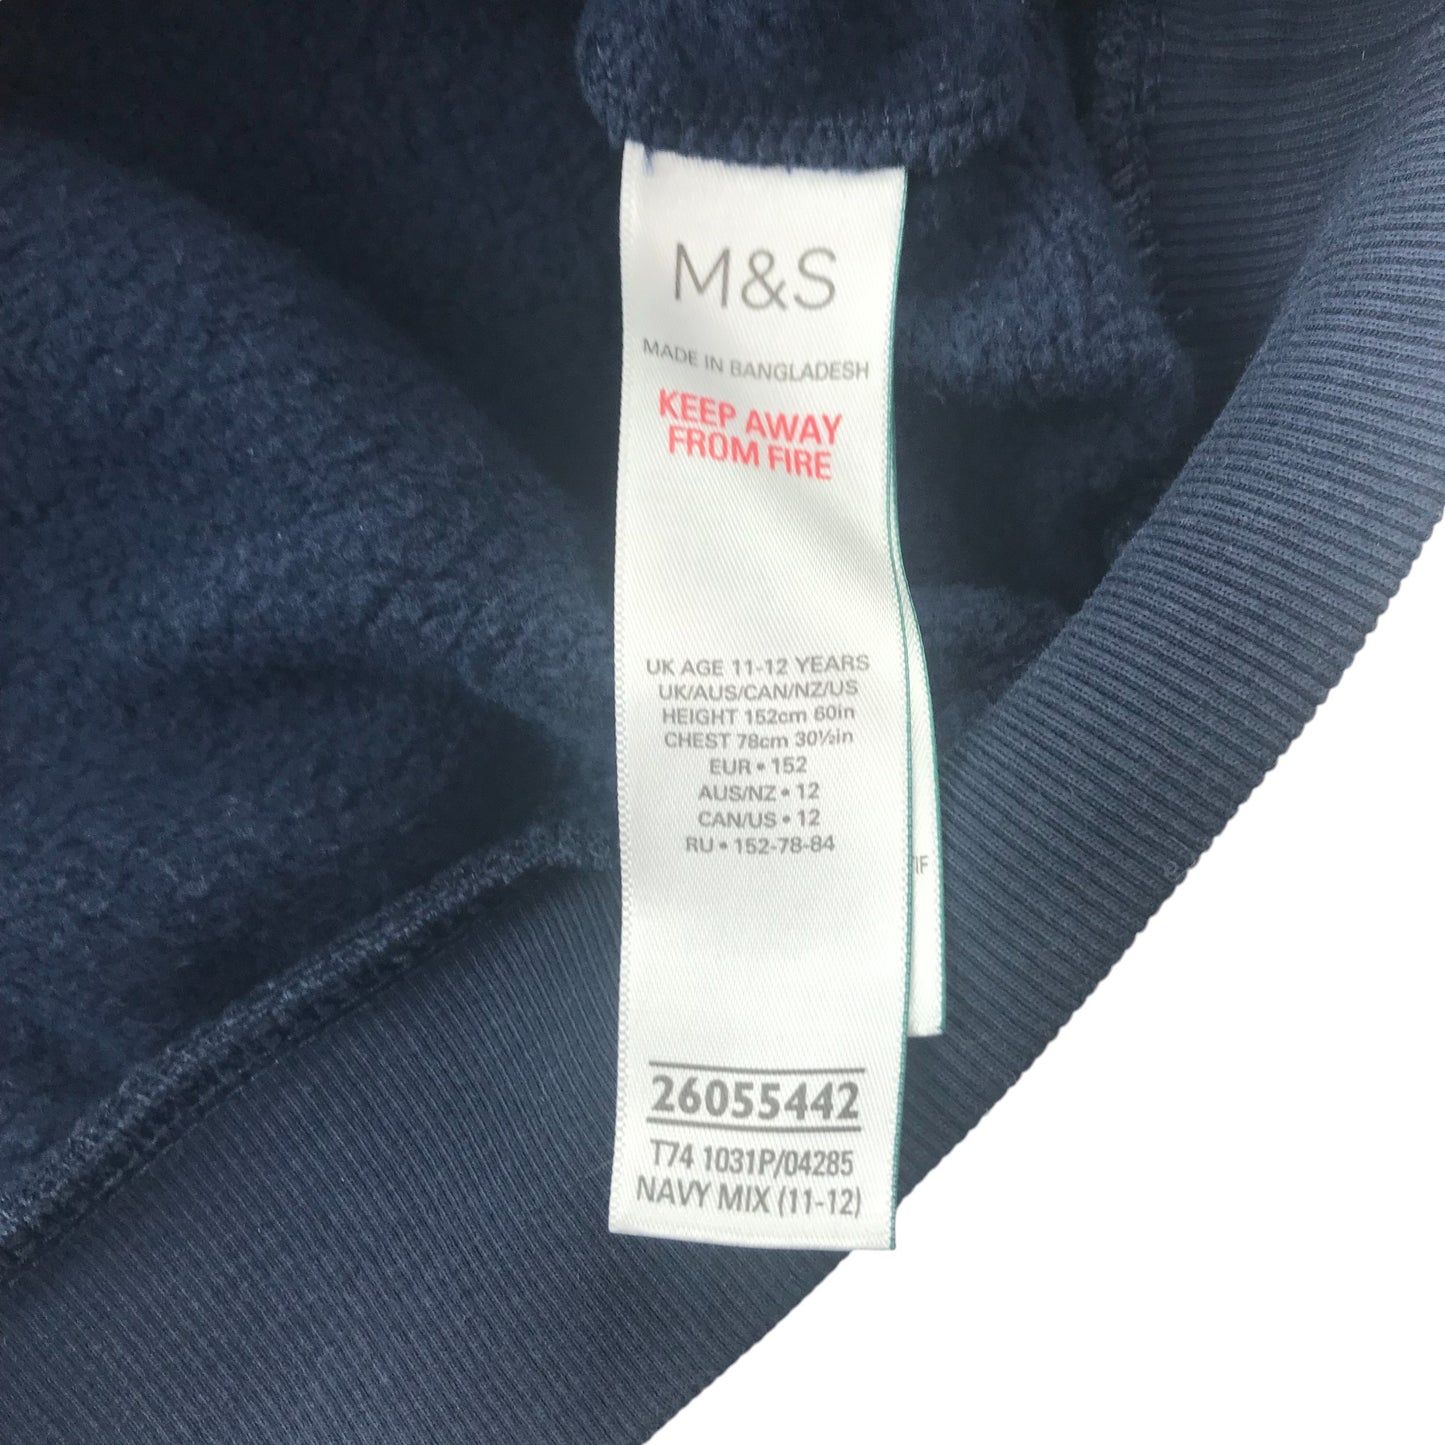 M&S
MADE IN BANGLADESH
KEEP AWAY
FROM FIRE
UK AGE 11-12 YEARS
UK/AUS/CAN/NZ/US
HEIGHT 152cm 60in
CHEST 78cm 30½in
EUR • 152
AUS/NZ • 12
CAN/US • 12
RU • 152-78-84
26055442
T74 1031P/04285
NAVY MIX (11-12)